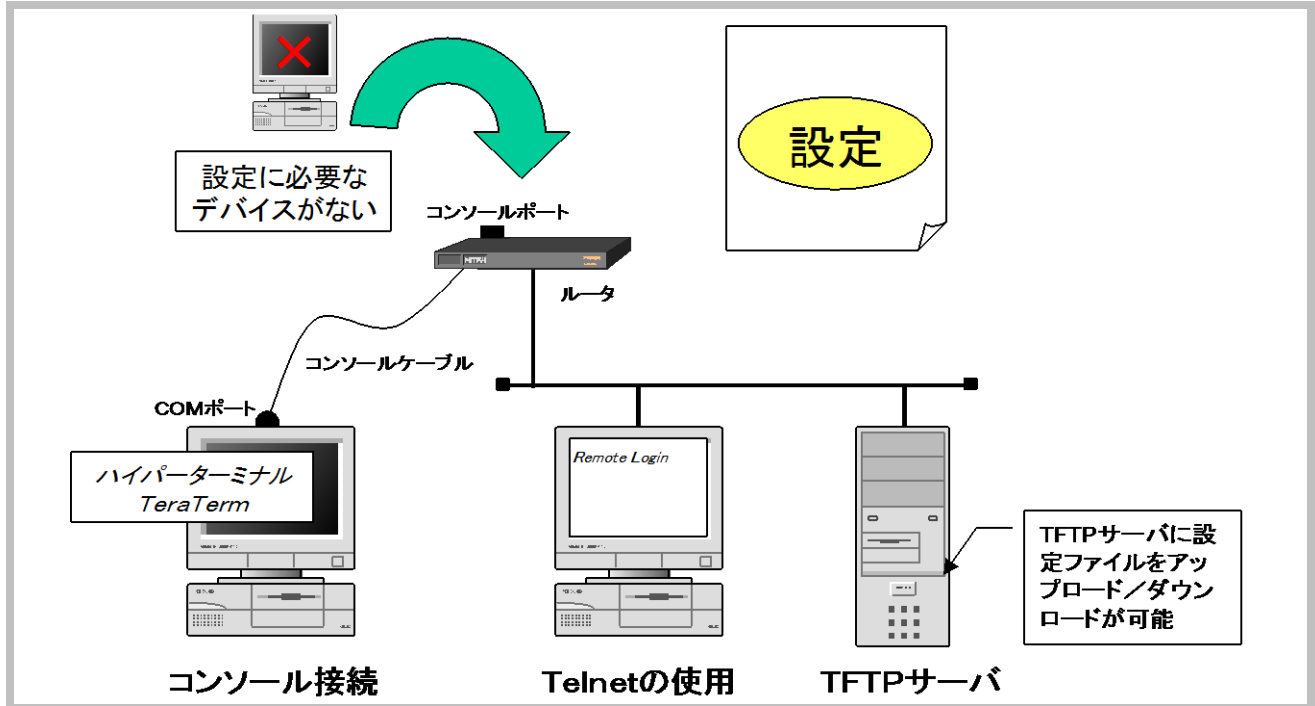 設定に必要な
デバイスがない
設定
コンソールポート
ルータ
コンソールケーブル
COMポート
ハイパーターミナル
TeraTerm
Remote Login
TFTPサーバに設
定ファイルをアッ
プロード／ダウン
ロードが可能
コンソール接続
Telnetの使用
TFTPサーバ